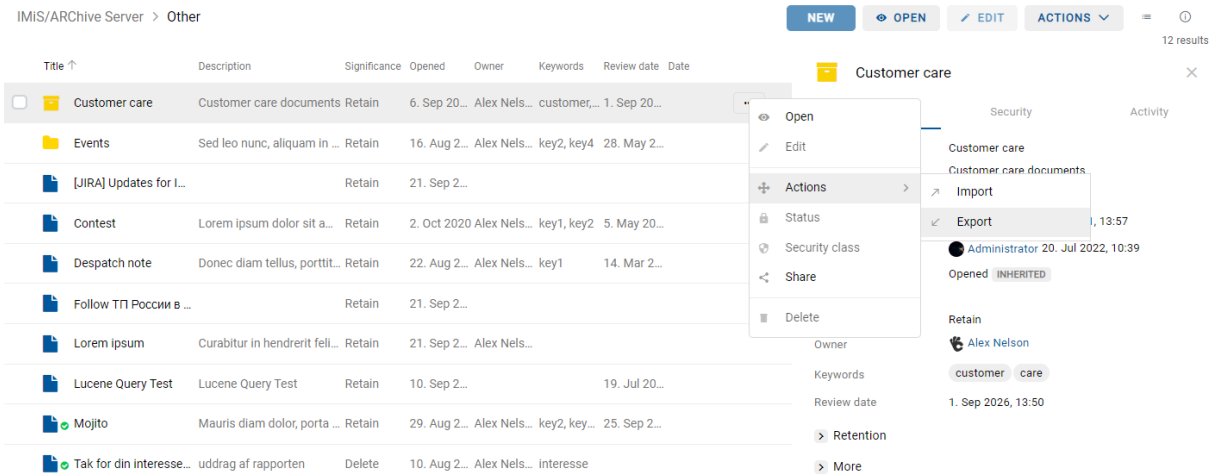 IMiS/ARChive Server > Other
NEW OPEN EDIT ACTIONS
12 results
Title ↑ Description Significance Opened Owner Keywords Review date Date
Customer care Customer care documents Retain 6. Sep 20... Alex Nels... customer,... 1. Sep 20...
Events Sed leo nunc, aliquam in ... Retain 16. Aug 2... Alex Nels... key2, key4 28. May 2...
[JIRA] Updates for I... Retain 21. Sep 2...
Contest Lorem ipsum dolor sit a... Retain 2. Oct 2020 Alex Nels... key1, key2 5. May 20...
Despatch note Donec diam tellus, porttit... Retain 22. Aug 2... Alex Nels... key1 14. Mar 2...
Follow ТП России в ... Retain 21. Sep 2...
Lorem ipsum Curabitur in hendrerit feli... Retain 21. Sep 2... Alex Nels...
Lucene Query Test Lucene Query Test Retain 10. Sep 2... 19. Jul 20...
Mojito Mauris diam dolor, porta ... Retain 29. Aug 2... Alex Nels... key2, key... 25. Sep 2...
Tak for din interesse... uddrag af rapporten Delete 10. Aug 2... Alex Nels... interesse
Open
Edit
Actions >
Status
Security class
Share
Delete
Import
Export
Customer care
Security Activity
Customer care
Customer care documents
, 13:57
Administrator 20. Jul 2022, 10:39
Opened INHERITED
Retain
Owner Alex Nelson
Keywords customer care
Review date 1. Sep 2026, 13:50
> Retention
> More